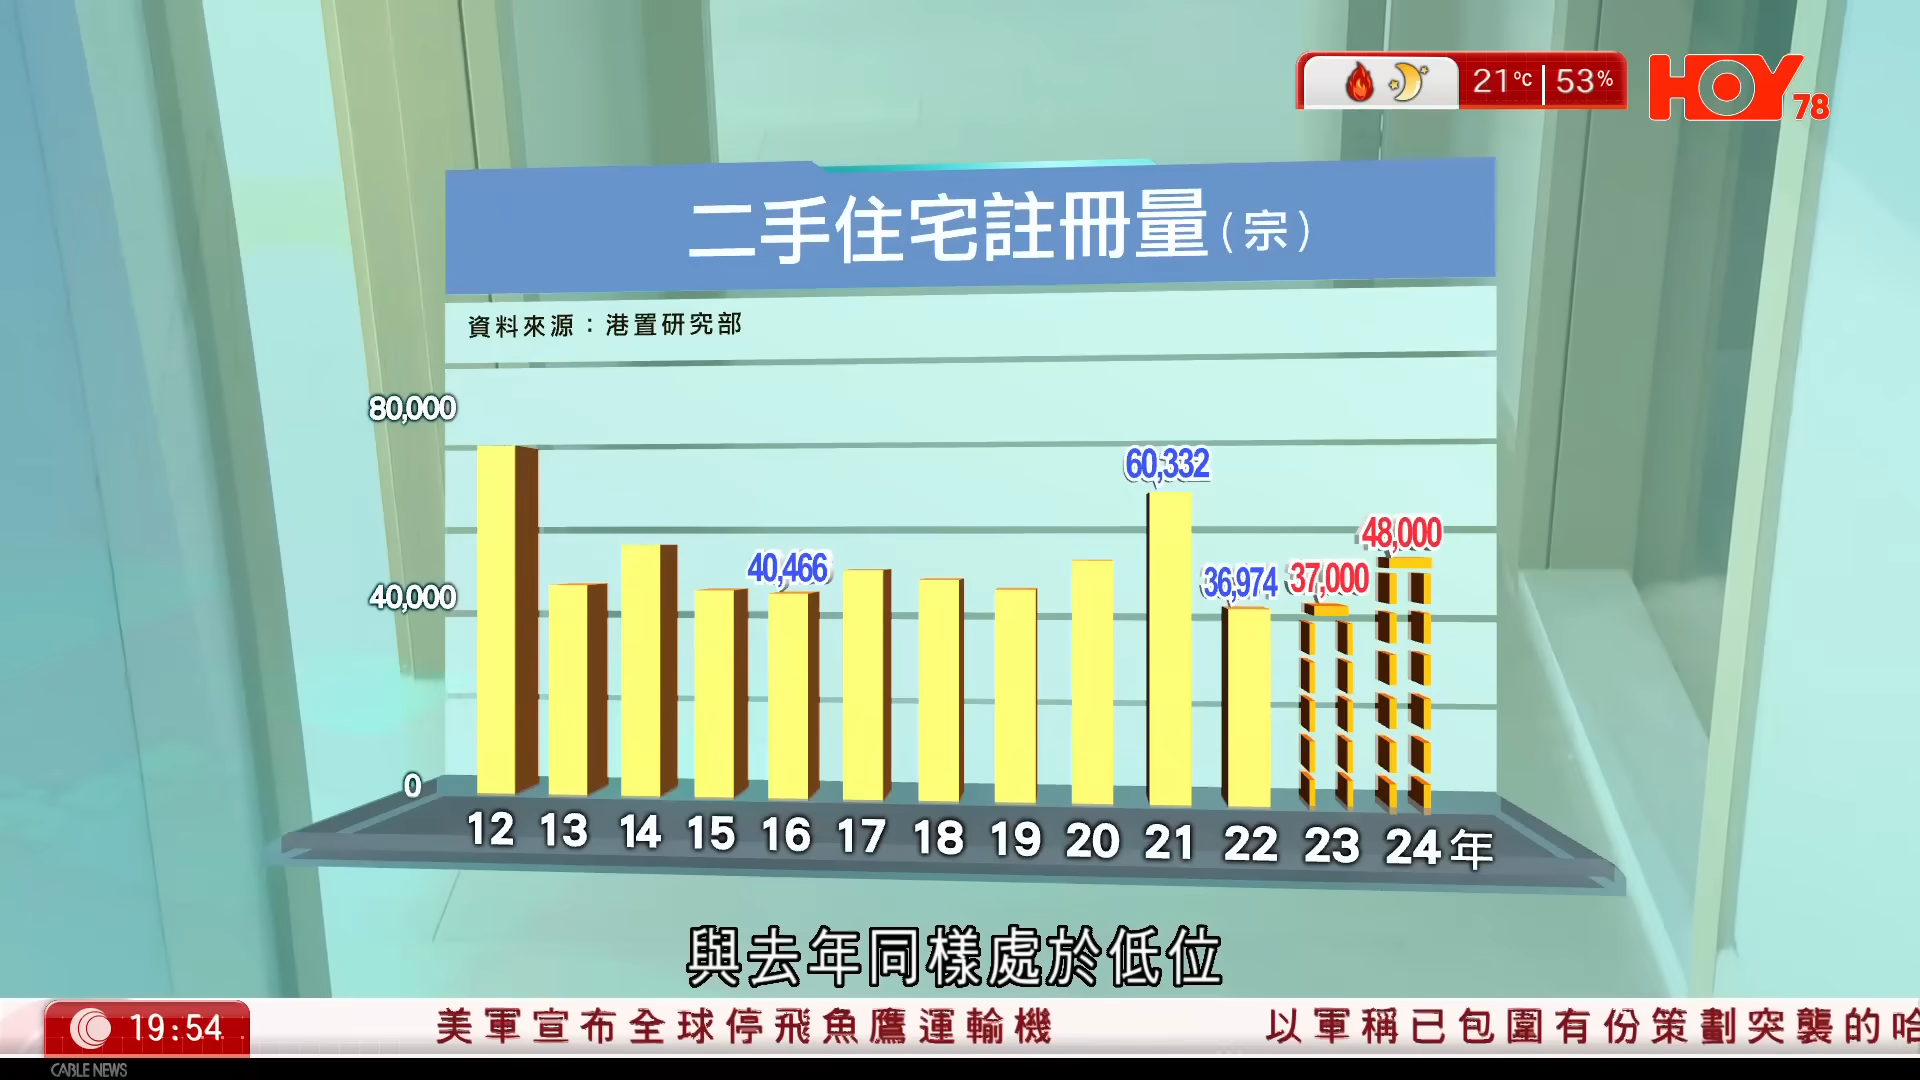 21°C 53%
HOY 78
二手住宅註冊量(宗)
資料來源：港置研究部
80,000
40,000
0
40,466
60,332
36,974
37,000
48,000
12 13 14 15 16 17 18 19 20 21 22 23 24年
與去年同樣處於低位
19:54
美軍宣布全球停飛魚鷹運輸機
以軍稱已包圍有份策劃突襲的哈
CABLE NEWS